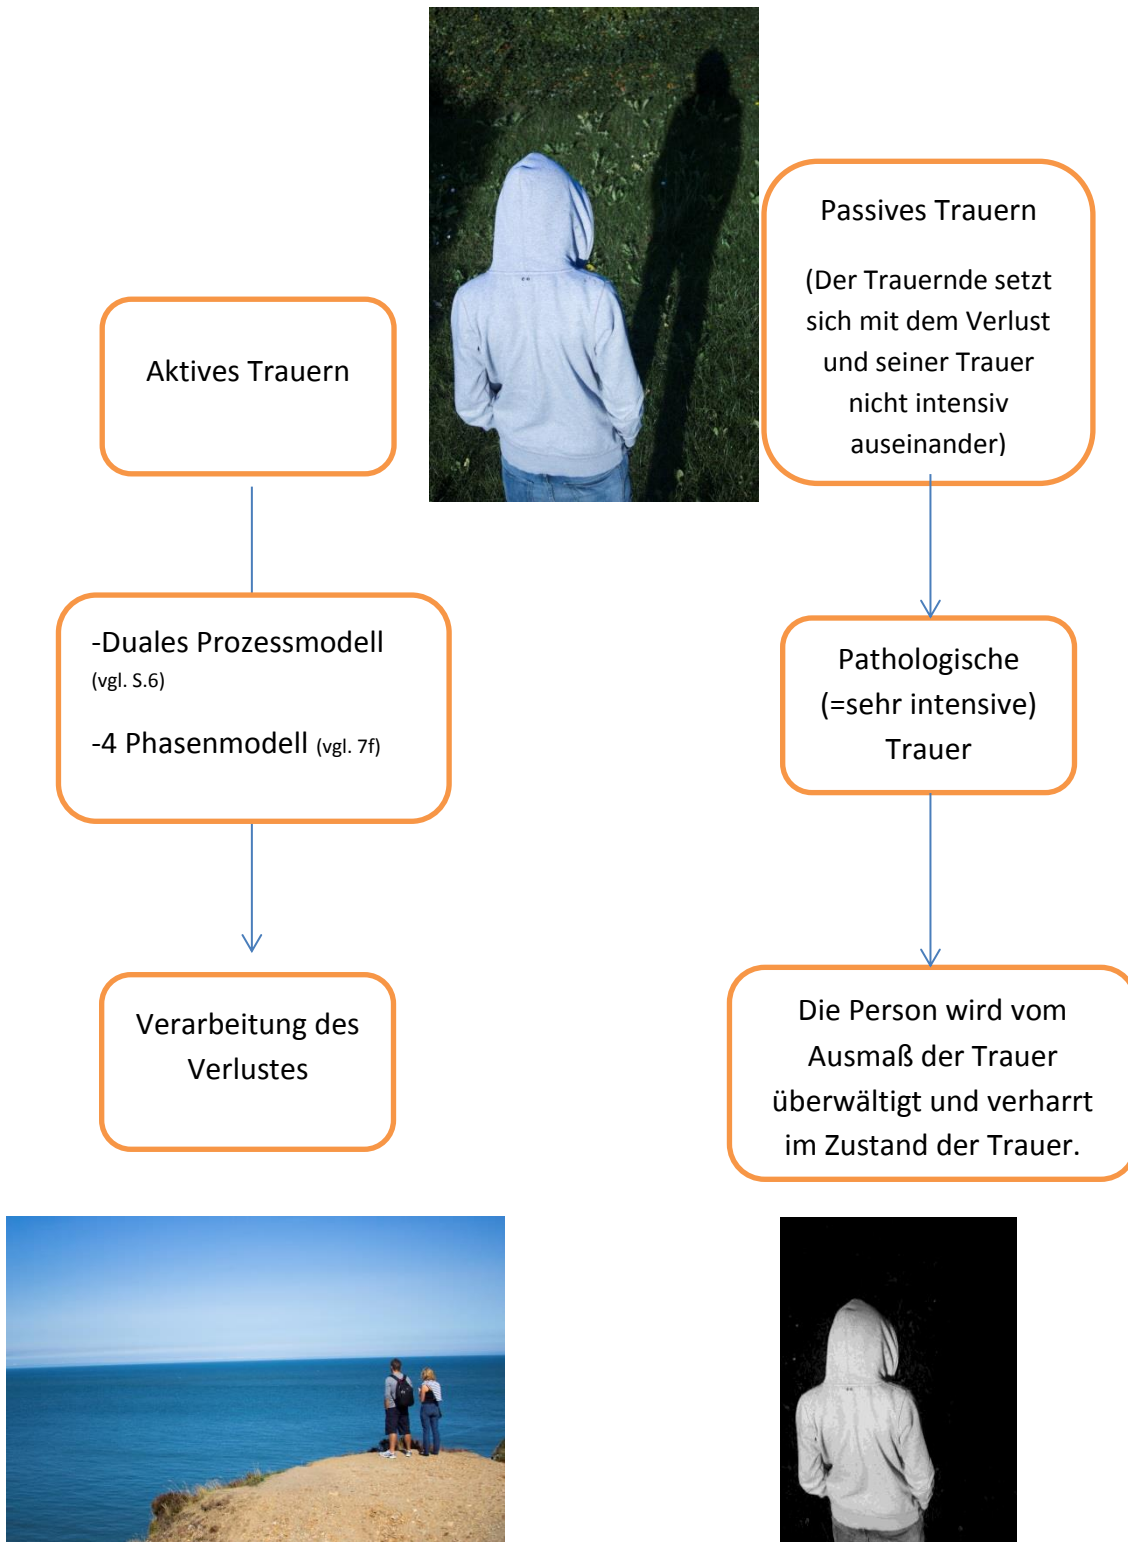 Aktives Trauern
-Duales Prozessmodell
(vgl. S.6)
-4 Phasenmodell (vgl. 7f)
Verarbeitung des
Verlustes
Passives Trauern
(Der Trauernde setzt
sich mit dem Verlust
und seiner Trauer
nicht intensiv
auseinander)
Pathologische
(=sehr intensive)
Trauer
Die Person wird vom
Ausmaß der Trauer
überwältigt und verharrt
im Zustand der Trauer.